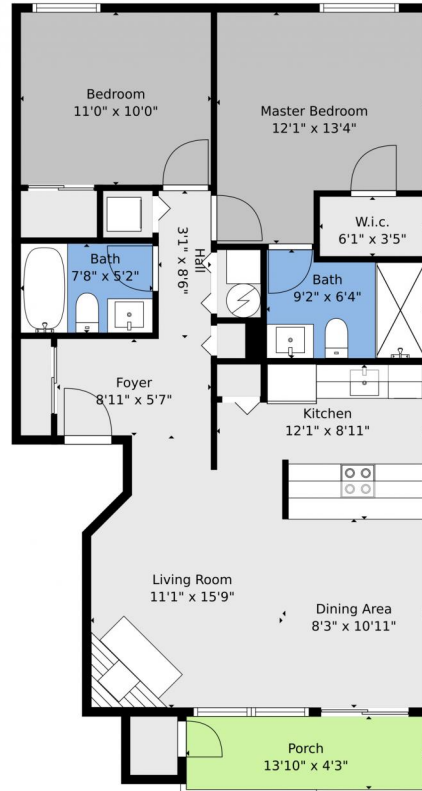 Bedroom
11'0" x 10'0"
Master Bedroom
12'1" x 13'4"
W.i.c.
6'1" x 3'5"
Hall
3'1" x 8'6"
Bath
7'8" x 5'2"
Bath
9'2" x 6'4"
Foyer
8'11" x 5'7"
Kitchen
12'1" x 8'11"
Living Room
11'1" x 15'9"
Dining Area
8'3" x 10'11"
Porch
13'10" x 4'3"